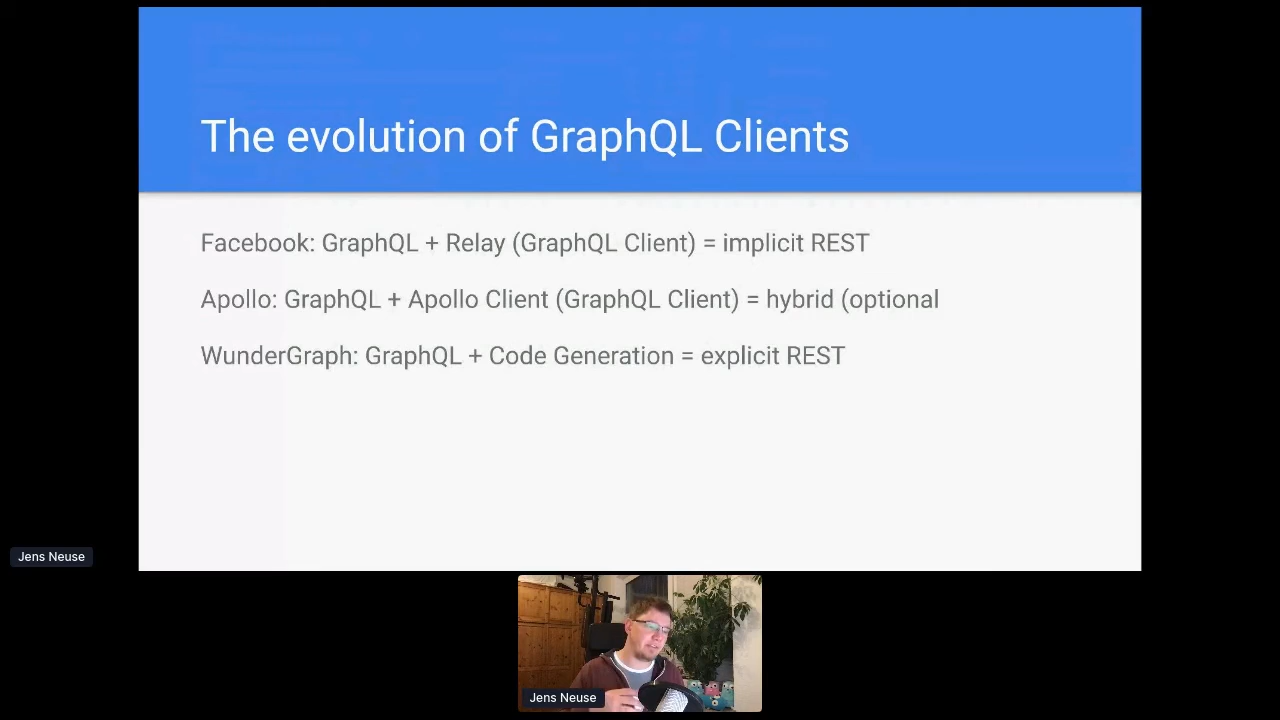 The evolution of GraphQL Clients
Facebook: GraphQL + Relay (GraphQL Client) = implicit REST
Apollo: GraphQL + Apollo Client (GraphQL Client) = hybrid (optional
WunderGraph: GraphQL + Code Generation = explicit REST
Jens Neuse
Jens Neuse